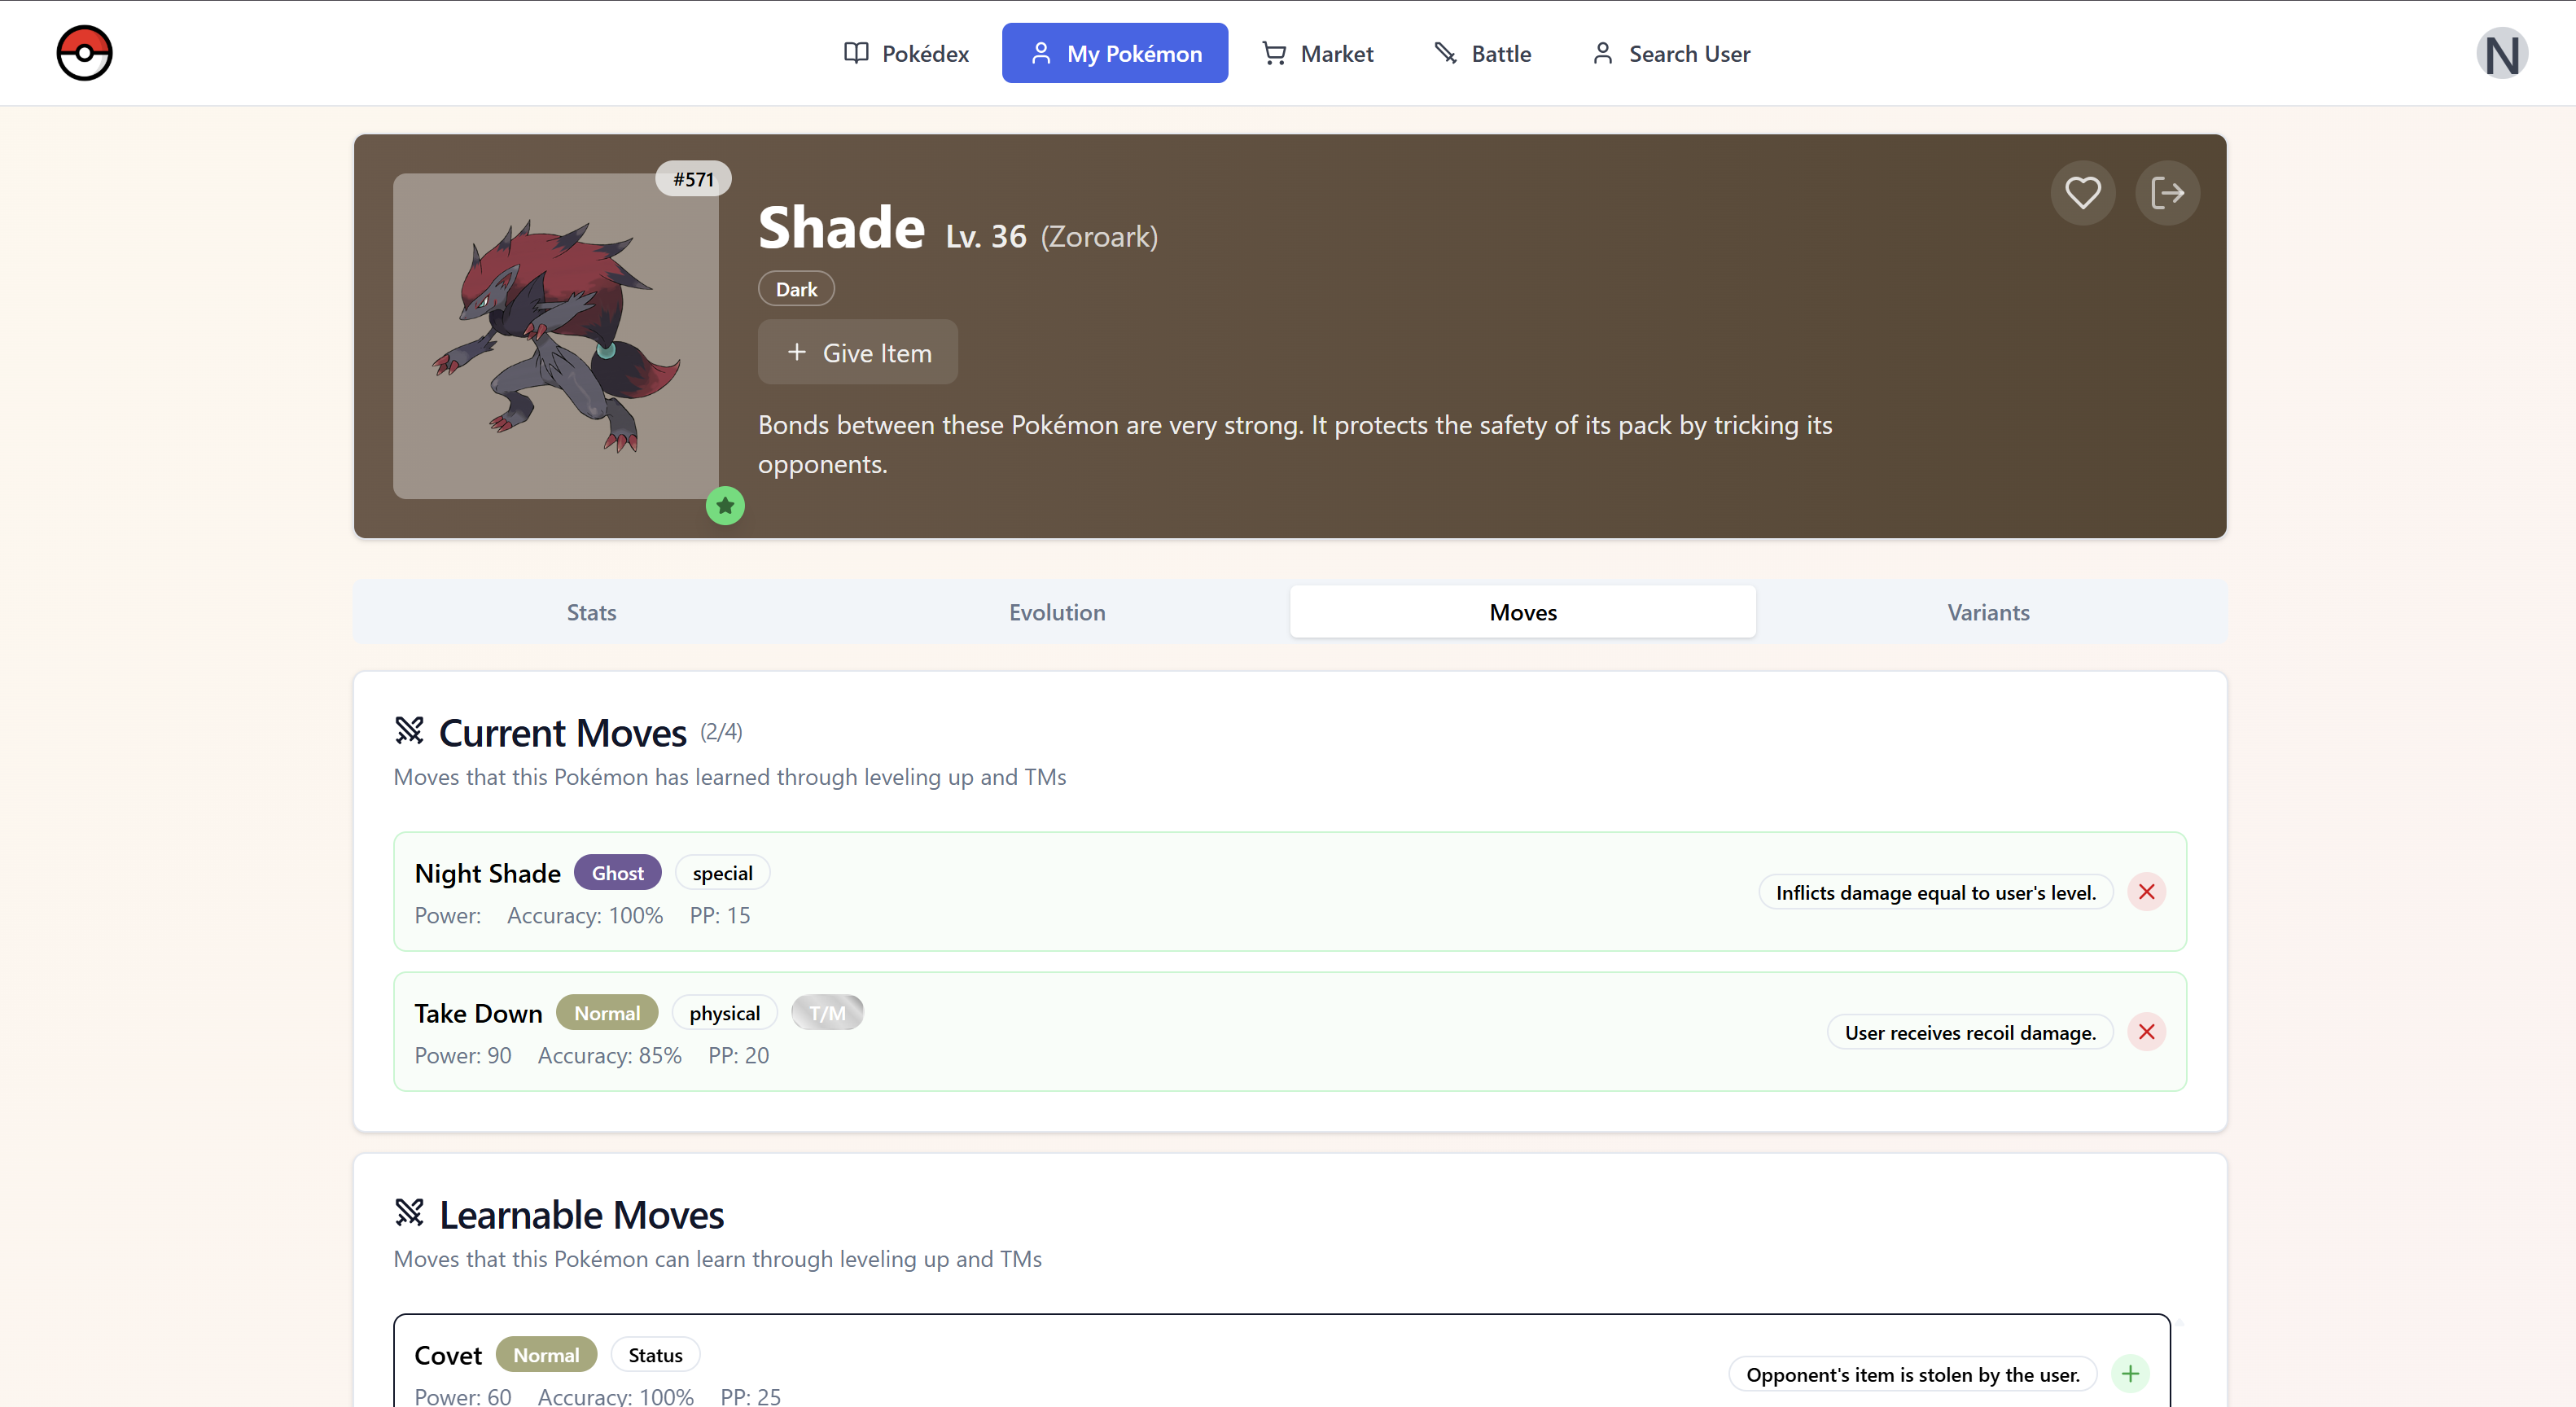 Pokédex My Pokémon Market Battle Search User N
#571
Shade Lv. 36 (Zoroark)
Dark
+ Give Item
Bonds between these Pokémon are very strong. It protects the safety of its pack by tricking its
opponents.
Stats Evolution Moves Variants
Current Moves (2/4)
Moves that this Pokémon has learned through leveling up and TMs
Night Shade Ghost special
Inflicts damage equal to user's level.
Power: Accuracy: 100% PP: 15
Take Down Normal physical T/M
User receives recoil damage.
Power: 90 Accuracy: 85% PP: 20
Learnable Moves
Moves that this Pokémon can learn through leveling up and TMs
Covet Normal Status
Opponent's item is stolen by the user.
Power: 60 Accuracy: 100% PP: 25